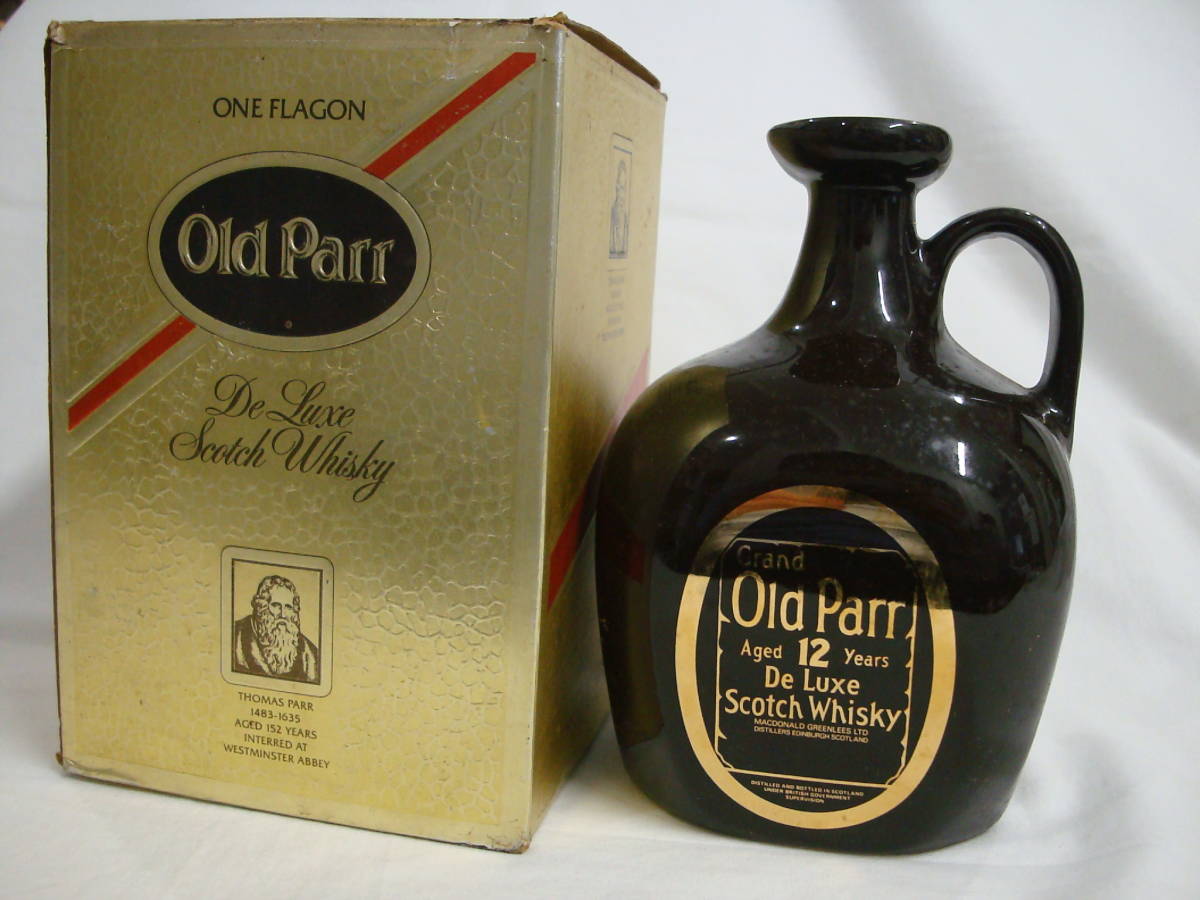 ONE FLAGON
Old Parr
De Luxe
Scotch Whisky
THOMAS PARR
1483-1635
AGED 152 YEARS
INTERRED AT
WESTMINSTER ABBEY
Grand
Old Parr
Aged 12 Years
De Luxe
Scotch Whisky
MACDONALD GREENLEES LTD
DISTILLERS EDINBURGH SCOTLAND
DISTILLED AND BOTTLED IN SCOTLAND
UNDER BRITISH GOVERNMENT
SUPERVISION